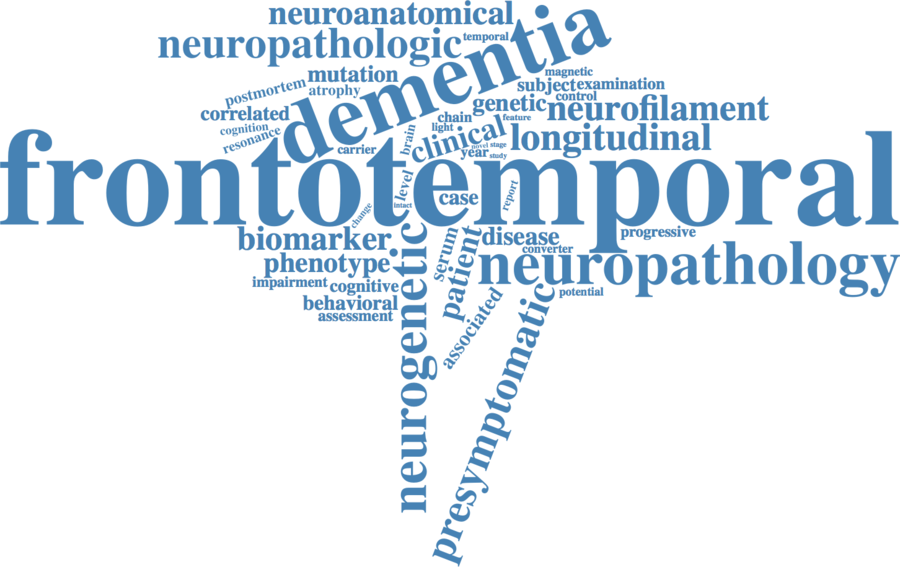 neuroanatomical
neuropathologic
temporal
dementia
mutation
magnetic
postmortem
atrophy
subject
examination
control
correlated
genetic
neurofilament
cognition
resonance
chain
feature
light
brain
clinical
longitudinal
carrier
novel
stage
year
study
frontotemporal
level
case
report
intact
change
biomarker
disease
progressive
converter
phenotype
serum
patient
neuropathology
impairment
cognitive
potential
behavioral
assessment
associated
neurogenetic
presymptomatic